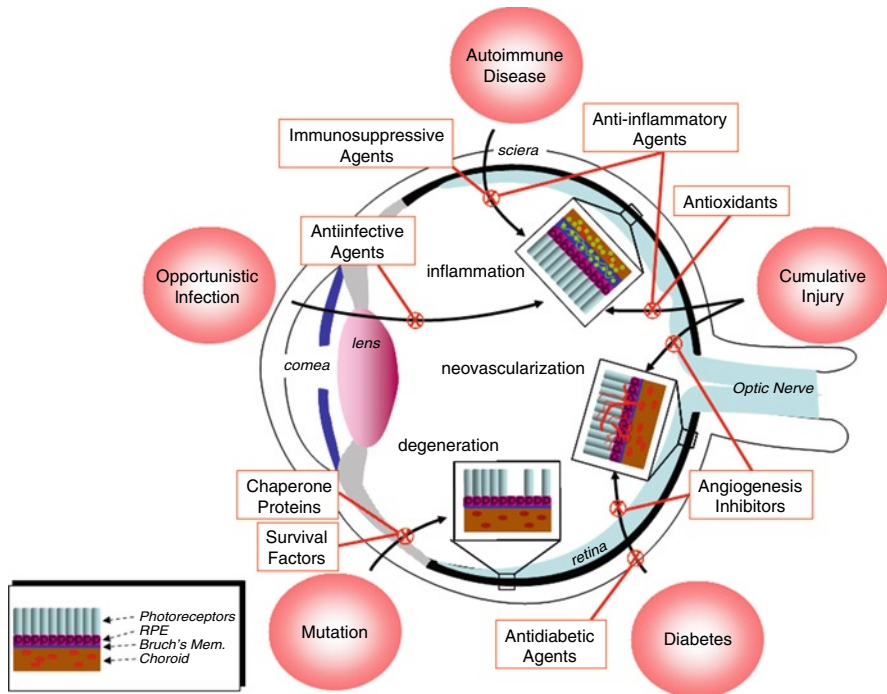 Autoimmune
Disease
Immunosuppressive
Agents
Anti-inflammatory
Agents
sciera
Antioxidants
Antiinfective
Agents
Opportunistic
Infection
inflammation
Cumulative
Injury
lens
comea
neovascularization
Optic Nerve
degeneration
Chaperone
Proteins
Angiogenesis
Inhibitors
Survival
Factors
retina
Photoreceptors
RPE
Bruch's Mem.
Choroid
Mutation
Antidiabetic
Agents
Diabetes